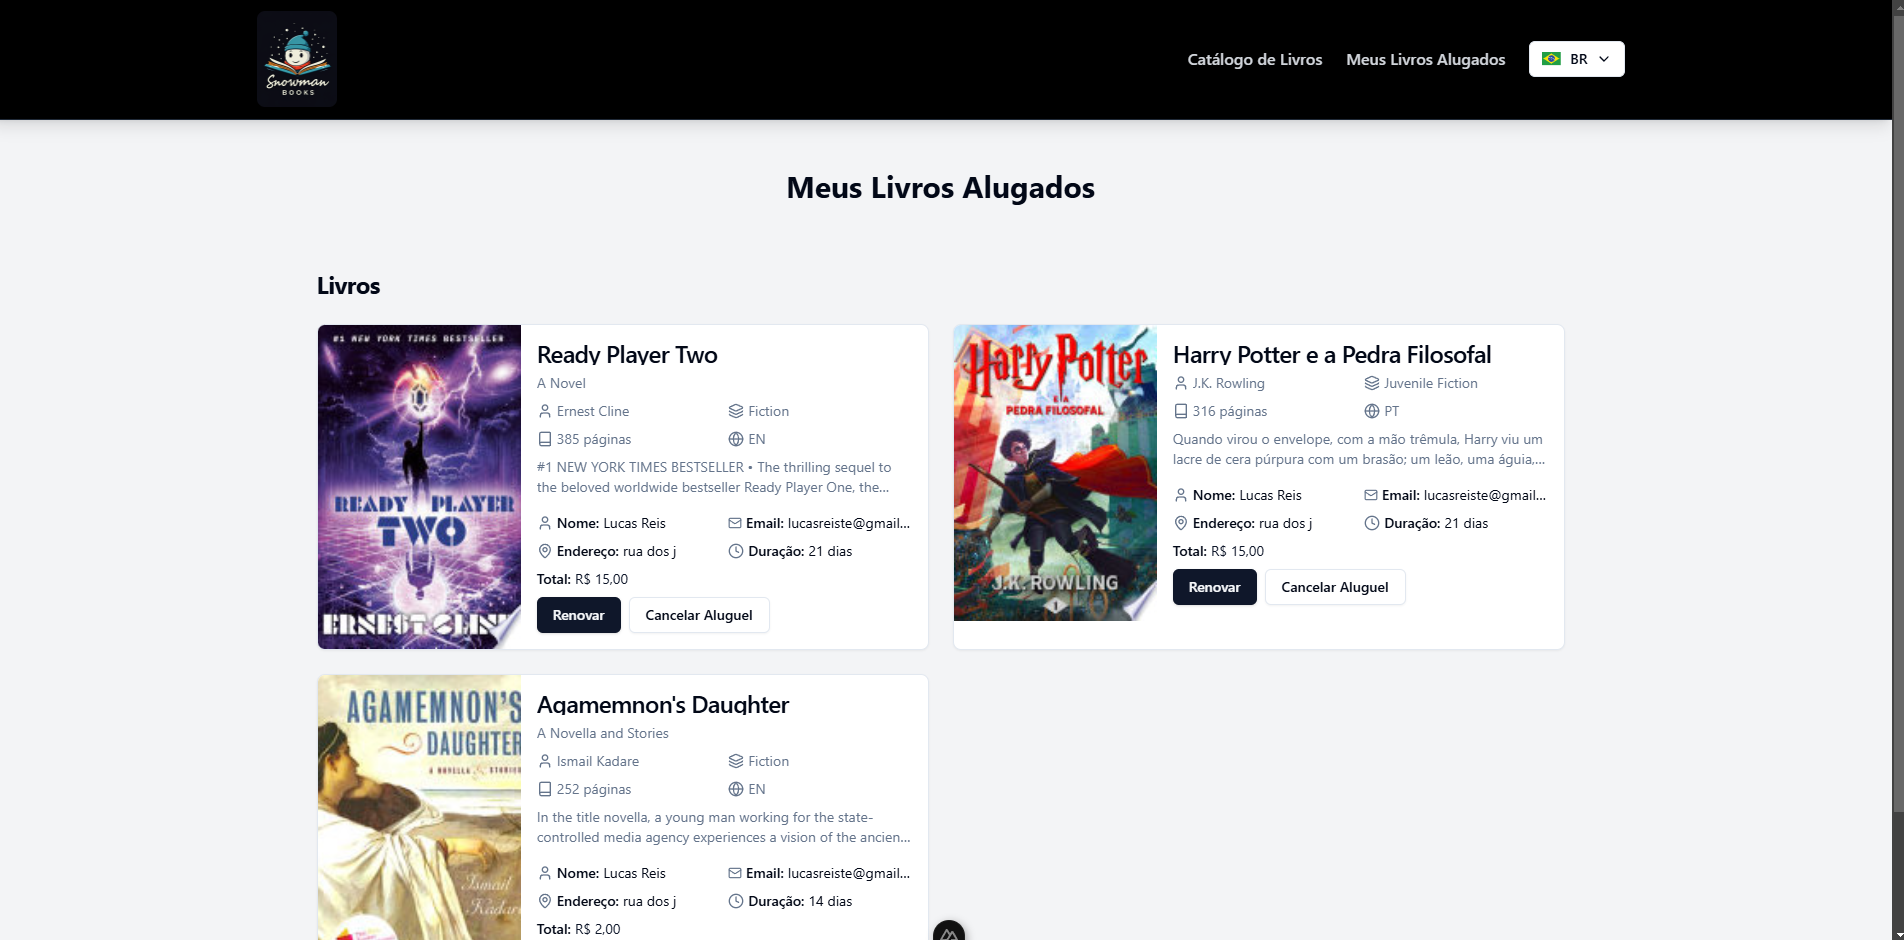 Snowman
BOOKS
Catálogo de Livros
Meus Livros Alugados
BR
Meus Livros Alugados
Livros
#1 NEW YORK TIMES BESTSELLER
READY PLAYER
TWO
ERNEST CLINE
Ready Player Two
A Novel
Ernest Cline
Fiction
385 páginas
EN
#1 NEW YORK TIMES BESTSELLER • The thrilling sequel to
the beloved worldwide bestseller Ready Player One, the...
Nome: Lucas Reis
Email: lucasreiste@gmail...
Endereço: rua dos j
Duração: 21 dias
Total: R$ 15,00
Renovar
Cancelar Aluguel
Harry Potter
E A
PEDRA FILOSOFAL
J.K. ROWLING
1
Harry Potter e a Pedra Filosofal
J.K. Rowling
Juvenile Fiction
316 páginas
PT
Quando virou o envelope, com a mão trêmula, Harry viu um
lacre de cera púrpura com um brasão; um leão, uma águia,...
Nome: Lucas Reis
Email: lucasreiste@gmail...
Endereço: rua dos j
Duração: 21 dias
Total: R$ 15,00
Renovar
Cancelar Aluguel
AGAMEMNON'S
DAUGHTER
A NOVELLA & STORIES
Ismail
Kadare
Agamemnon's Daughter
A Novella and Stories
Ismail Kadare
Fiction
252 páginas
EN
In the title novella, a young man working for the state-
controlled media agency experiences a vision of the ancien...
Nome: Lucas Reis
Email: lucasreiste@gmail...
Endereço: rua dos j
Duração: 14 dias
Total: R$ 2,00